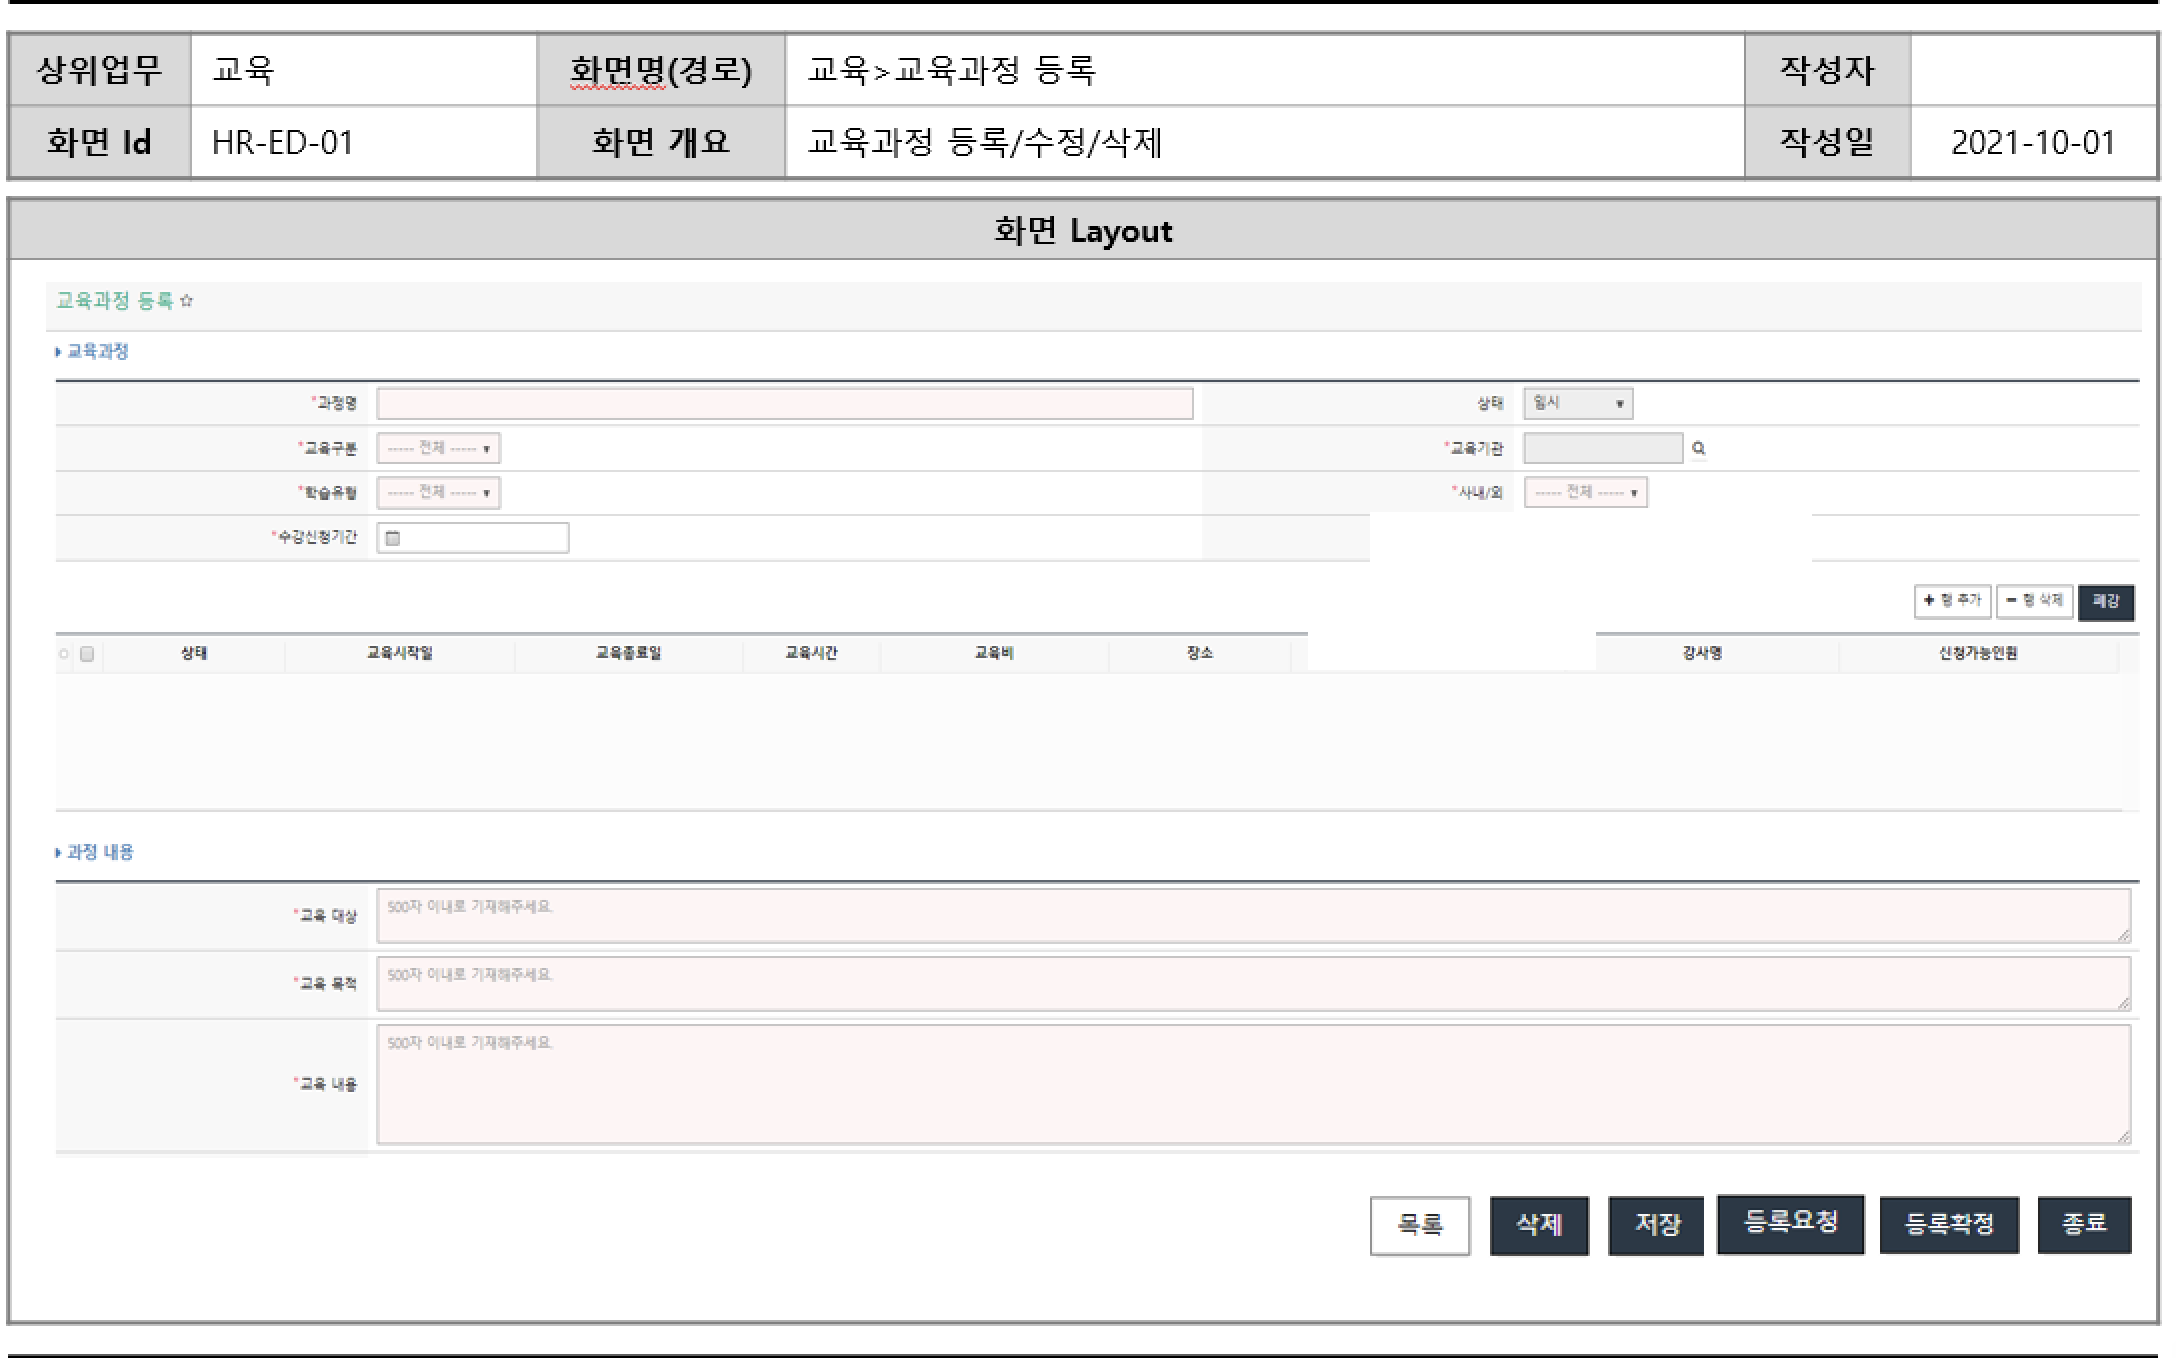 상위업무 교육 화면명(경로) 교육>교육과정 등록 작성자
화면 Id HR-ED-01 화면 개요 교육과정 등록/수정/삭제 작성일 2021-10-01
화면 Layout
교육과정 등록 ☆
교육과정
*과정명 상태 임시
*교육구분 ----- 전체 ----- *교육기관
*학습유형 ----- 전체 ----- *사내/외 ----- 전체 -----
*수강신청기간
+ 행 추가 - 행 삭제 폐강
상태 교육시작일 교육종료일 교육시간 교육비 장소 강사명 신청가능인원
과정 내용
*교육 대상 500자 이내로 기재해주세요.
*교육 목적 500자 이내로 기재해주세요.
*교육 내용 500자 이내로 기재해주세요.
목록 삭제 저장 등록요청 등록확정 종료